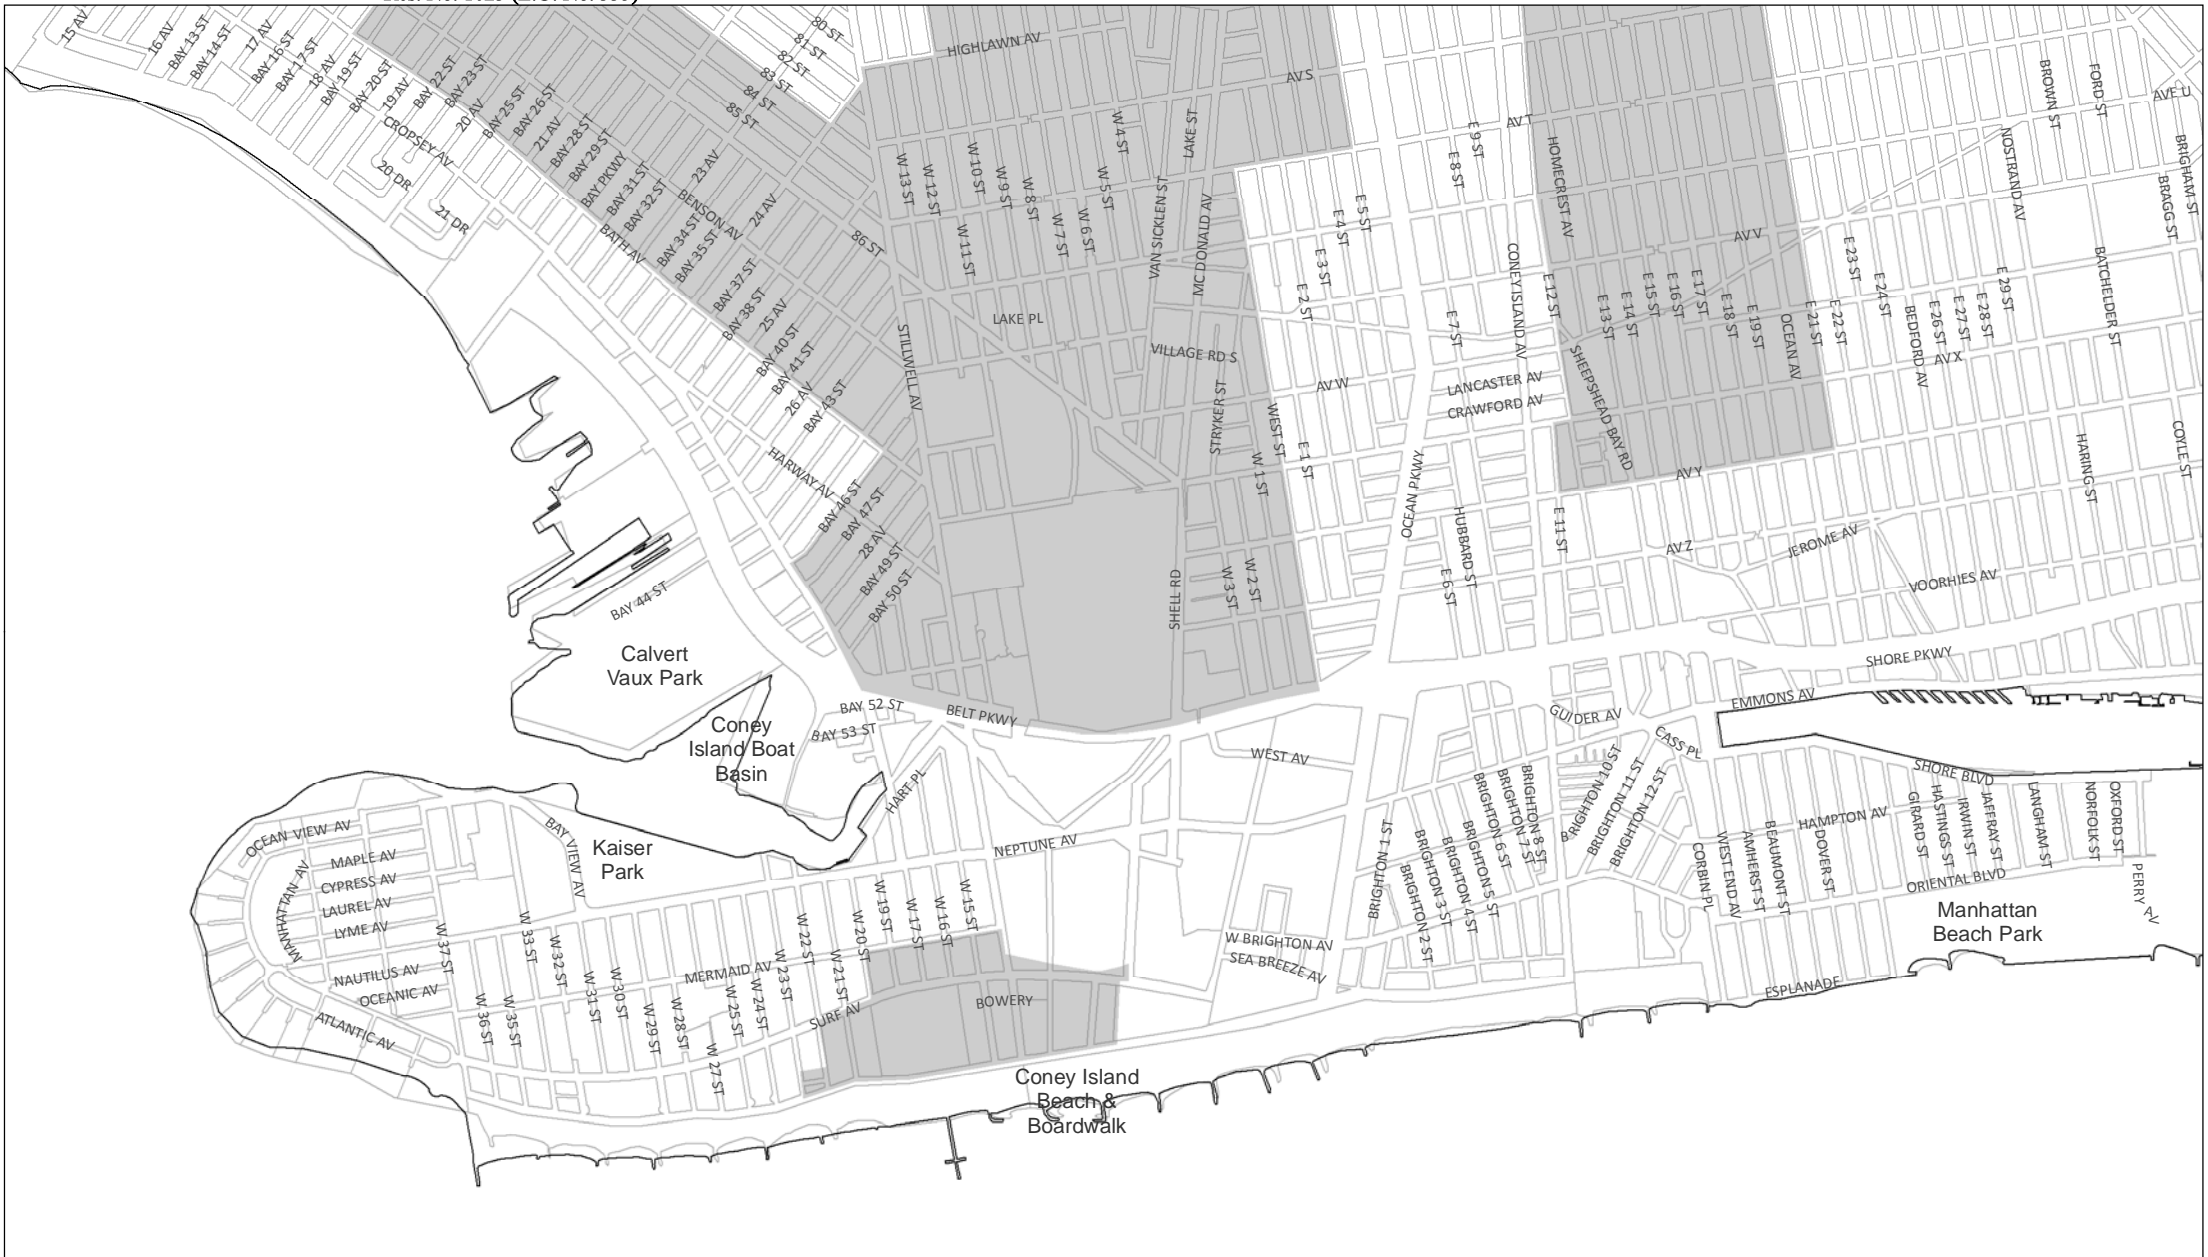 15 AV
16 AV
BAY 13 ST
BAY 14 ST
17 AV
BAY 16 ST
BAY 17 ST
18 AV
BAY 19 ST
BAY 20 ST
19 AV
BAY 22 ST
BAY 23 ST
20 AV
BAY 25 ST
BAY 26 ST
21 AV
BAY 28 ST
BAY 29 ST
BAY PKWY
BAY 31 ST
BAY 32 ST
BAY 34 ST
BAY 35 ST
BAY 37 ST
BAY 38 ST
25 AV
BAY 40 ST
BAY 41 ST
26 AV
BAY 43 ST
CROPSEY AV
20 DR
21 DR
BATH AV
BENSON AV
23 AV
24 AV
80 ST
81 ST
82 ST
83 ST
84 ST
85 ST
86 ST
HIGHLAWN AV
AV S
W 13 ST
W 12 ST
W 11 ST
W 10 ST
W 9 ST
W 8 ST
W 7 ST
W 6 ST
W 5 ST
W 4 ST
LAKE ST
VAN SICKLEN ST
MC DONALD AV
STILLWELL AV
LAKE PL
VILLAGE RD S
STRYKER ST
WEST ST
W 1 ST
E 1 ST
W 2 ST
W 3 ST
SHELL RD
E 2 ST
E 3 ST
E 4 ST
E 5 ST
AV W
E 7 ST
E 8 ST
E 9 ST
AV T
CONEY ISLAND AV
LANCASTER AV
CRAWFORD AV
OCEAN PKWY
HUBBARD ST
E 6 ST
E 11 ST
E 12 ST
HOMECREST AV
E 13 ST
E 14 ST
E 15 ST
E 16 ST
E 17 ST
E 18 ST
E 19 ST
OCEAN AV
SHEEPSHEAD BAY RD
AV V
AV Y
AV Z
E 21 ST
E 22 ST
E 23 ST
E 24 ST
BEDFORD AV
E 26 ST
E 27 ST
E 28 ST
E 29 ST
AV X
NOSTRAND AV
BROWN ST
FORD ST
AVE U
BRIGHAM ST
BRAGG ST
BATCHELDER ST
HARING ST
COYLE ST
JEROME AV
VOORHIES AV
SHORE PKWY
EMMONS AV
HARWAY AV
BAY 46 ST
BAY 47 ST
28 AV
BAY 49 ST
BAY 50 ST
BAY 44 ST
Calvert
Vaux Park
Coney
Island Boat
Basin
BAY 52 ST
BAY 53 ST
BELT PKWY
HART PL
WEST AV
GUIDER AV
CASS PL
SHORE BLVD
HAMPTON AV
ORIENTAL BLVD
NEPTUNE AV
BRIGHTON 1 ST
BRIGHTON 2 ST
BRIGHTON 3 ST
BRIGHTON 4 ST
BRIGHTON 5 ST
BRIGHTON 6 ST
BRIGHTON 7 ST
BRIGHTON 8 ST
BRIGHTON 10 ST
BRIGHTON 11 ST
BRIGHTON 12 ST
CORBIN PL
WEST END AV
AMHERST ST
BEAUMONT ST
DOVER ST
GIRARD ST
HASTINGS ST
IRWIN ST
JAFFRAY ST
LANGHAM ST
NORFOLK ST
OXFORD ST
PERRY AV
Manhattan
Beach Park
ESPLANADE
W BRIGHTON AV
SEA BREEZE AV
OCEAN VIEW AV
MANHATTAN AV
MAPLE AV
CYPRESS AV
LAUREL AV
LYME AV
NAUTILUS AV
OCEANIC AV
ATLANTIC AV
BAY VIEW AV
Kaiser
Park
W 37 ST
W 36 ST
W 35 ST
W 33 ST
W 32 ST
W 31 ST
W 30 ST
W 29 ST
W 28 ST
W 27 ST
W 25 ST
W 24 ST
W 23 ST
W 22 ST
W 21 ST
W 20 ST
W 19 ST
W 17 ST
W 16 ST
W 15 ST
MERMAID AV
SURF AV
BOWERY
Coney Island
Beach &
Boardwalk